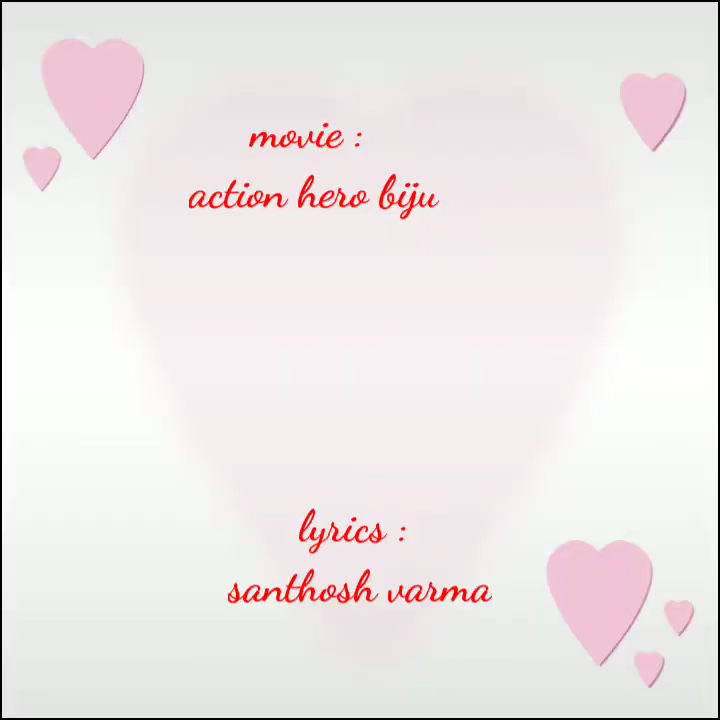 movie :
action hero biju
lyrics :
santhosh varma